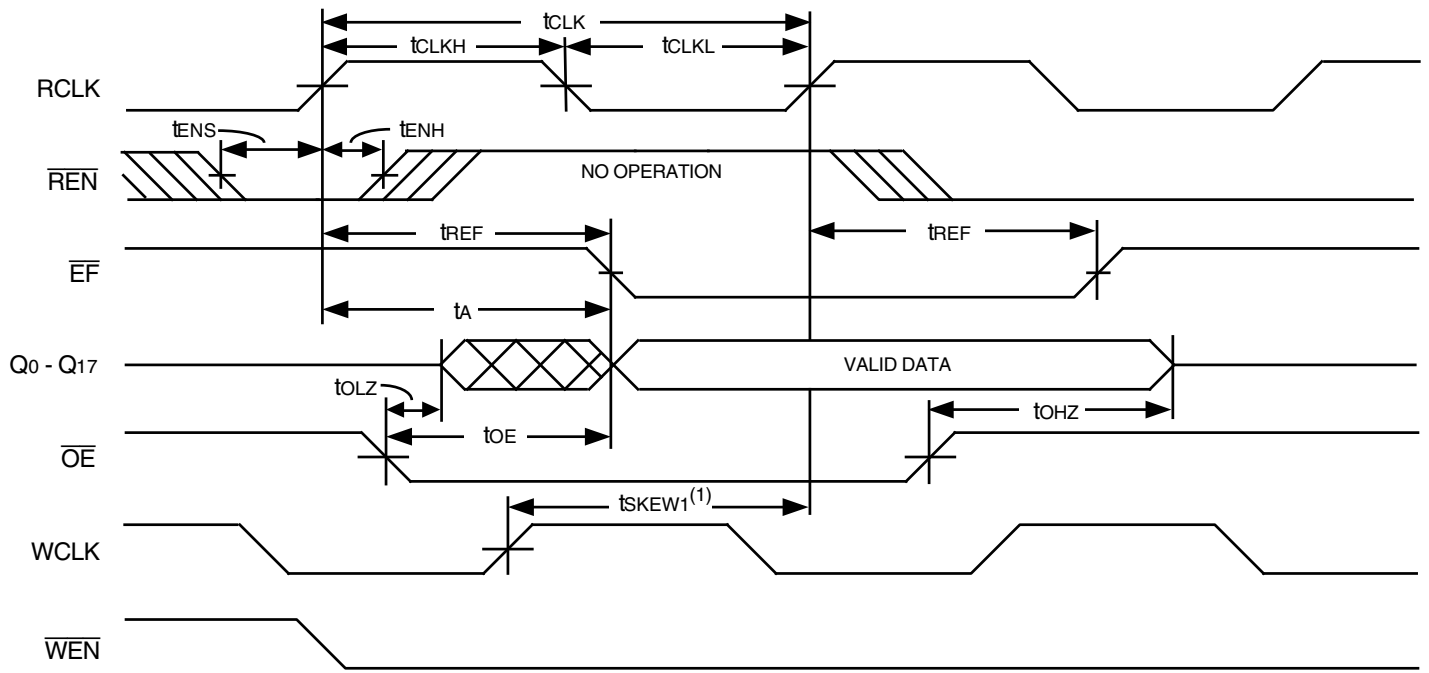 tCLK
tCLKH
tCLKL
RCLK
tENS
tENH
REN
NO OPERATION
tREF
tREF
EF
tA
Q0 - Q17
VALID DATA
tOLZ
tOHZ
tOE
OE
tSKEW1(1)
WCLK
WEN